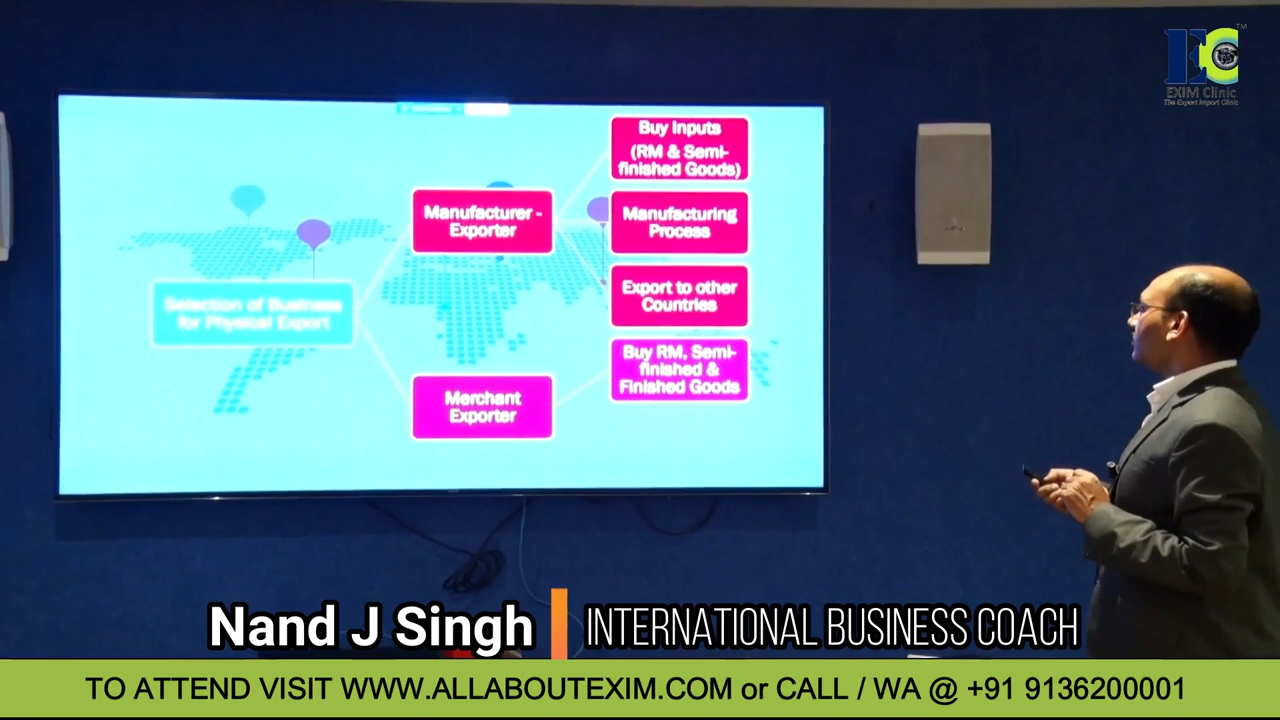 EC
TM
EXIM Clinic
The Export Import Clinic
Selection of Business
for Physical Export
Manufacturer -
Exporter
Merchant
Exporter
Buy Inputs
(RM & Semi-
finished Goods)
Manufacturing
Process
Export to other
Countries
Buy RM, Semi-
finished &
Finished Goods
Nand J Singh
INTERNATIONAL BUSINESS COACH
TO ATTEND VISIT WWW.ALLABOUTEXIM.COM or CALL / WA @ +91 9136200001